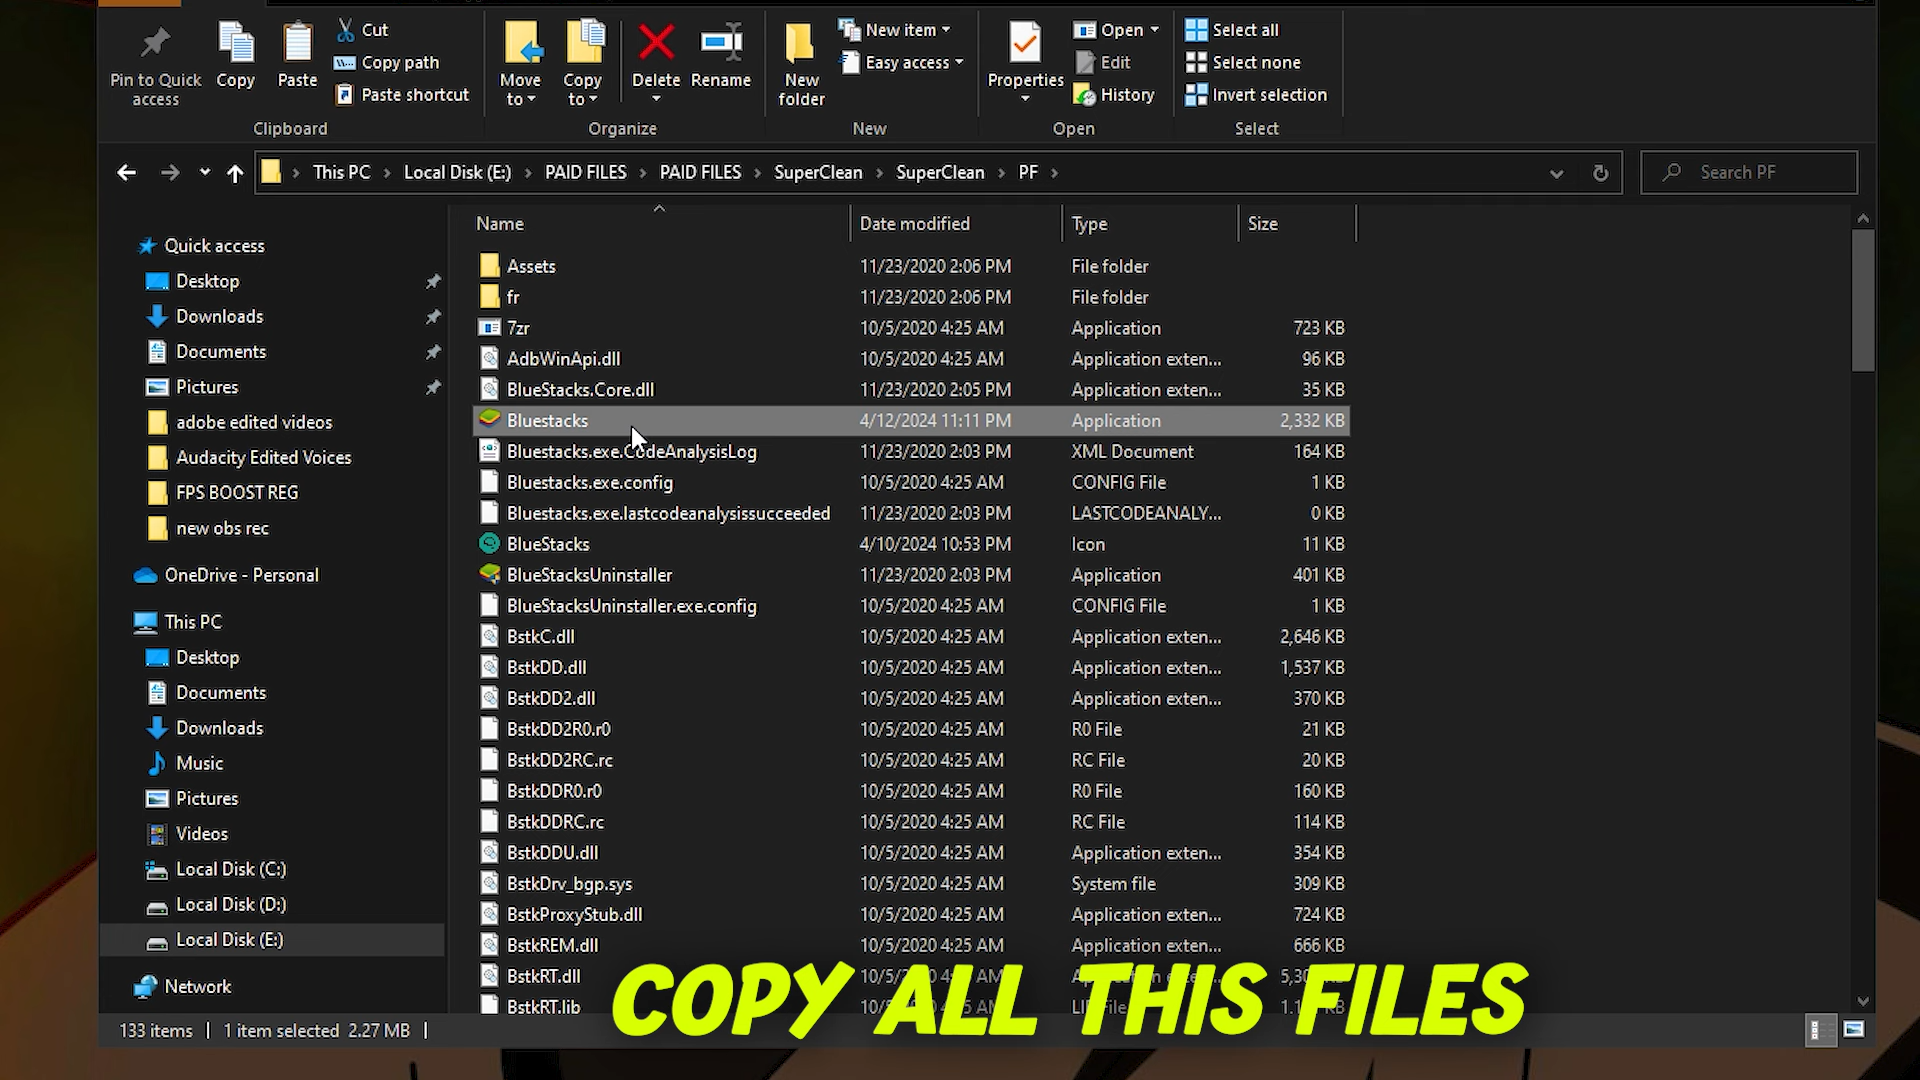 Pin to Quick access
Copy
Paste
Cut
Copy path
Paste shortcut
Clipboard
Move to
Copy to
Delete
Rename
Organize
New folder
New item
Easy access
New
Properties
Open
Edit
History
Open
Select all
Select none
Invert selection
Select
This PC > Local Disk (E:) > PAID FILES > PAID FILES > SuperClean > SuperClean > PF >
Search PF
Quick access
Desktop
Downloads
Documents
Pictures
adobe edited videos
Audacity Edited Voices
FPS BOOST REG
new obs rec
OneDrive - Personal
This PC
Desktop
Documents
Downloads
Music
Pictures
Videos
Local Disk (C:)
Local Disk (D:)
Local Disk (E:)
Network
Name Date modified Type Size
Assets 11/23/2020 2:06 PM File folder
fr 11/23/2020 2:06 PM File folder
7zr 10/5/2020 4:25 AM Application 723 KB
AdbWinApi.dll 10/5/2020 4:25 AM Application exten... 96 KB
BlueStacks.Core.dll 11/23/2020 2:05 PM Application exten... 35 KB
Bluestacks 4/12/2024 11:11 PM Application 2,332 KB
Bluestacks.exe.CodeAnalysisLog 11/23/2020 2:03 PM XML Document 164 KB
Bluestacks.exe.config 10/5/2020 4:25 AM CONFIG File 1 KB
Bluestacks.exe.lastcodeanalysissucceeded 11/23/2020 2:03 PM LASTCODEANALY... 0 KB
BlueStacks 4/10/2024 10:53 PM Icon 11 KB
BlueStacksUninstaller 11/23/2020 2:03 PM Application 401 KB
BlueStacksUninstaller.exe.config 10/5/2020 4:25 AM CONFIG File 1 KB
BstkC.dll 10/5/2020 4:25 AM Application exten... 2,646 KB
BstkDD.dll 10/5/2020 4:25 AM Application exten... 1,537 KB
BstkDD2.dll 10/5/2020 4:25 AM Application exten... 370 KB
BstkDD2R0.r0 10/5/2020 4:25 AM R0 File 21 KB
BstkDD2RC.rc 10/5/2020 4:25 AM RC File 20 KB
BstkDDR0.r0 10/5/2020 4:25 AM R0 File 160 KB
BstkDDRC.rc 10/5/2020 4:25 AM RC File 114 KB
BstkDDU.dll 10/5/2020 4:25 AM Application exten... 354 KB
BstkDrv_bgp.sys 10/5/2020 4:25 AM System file 309 KB
BstkProxyStub.dll 10/5/2020 4:25 AM Application exten... 724 KB
BstkREM.dll 10/5/2020 4:25 AM Application exten... 666 KB
BstkRT.dll
BstkRT.lib
COPY ALL THIS FILES
133 items 1 item selected 2.27 MB